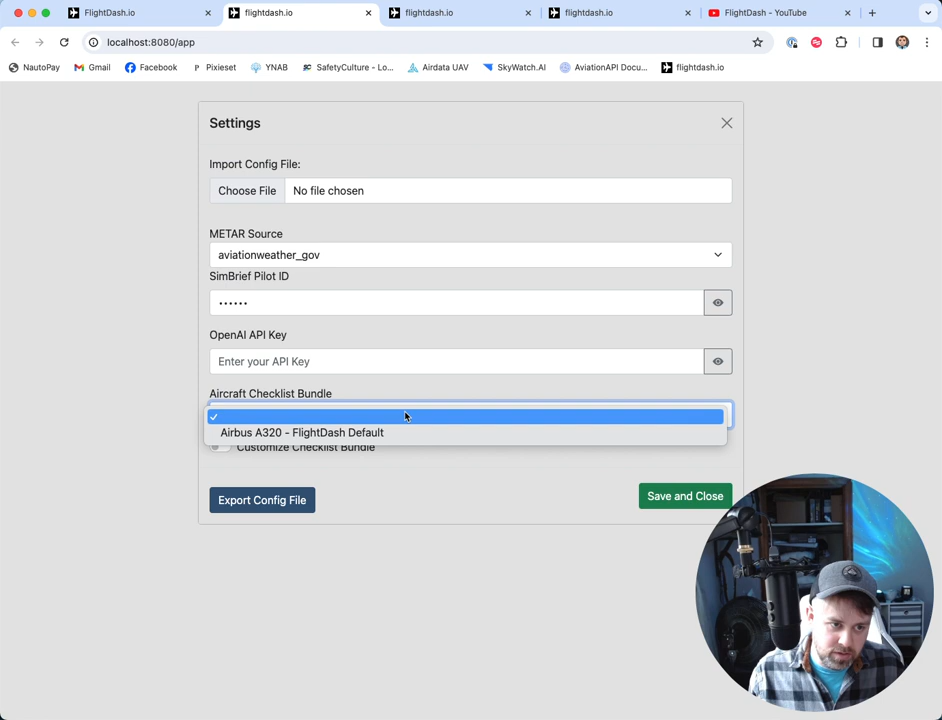 FlightDash.io
flightdash.io
flightdash.io
flightdash.io
FlightDash - YouTube
localhost:8080/app
NautoPay
Gmail
Facebook
Pixieset
YNAB
SafetyCulture - Lo...
Airdata UAV
SkyWatch.AI
AviationAPI Docu...
flightdash.io
Settings
Import Config File:
Choose File No file chosen
METAR Source
aviationweather_gov
SimBrief Pilot ID
••••••
OpenAI API Key
Enter your API Key
Aircraft Checklist Bundle
Airbus A320 - FlightDash Default
Customize Checklist Bundle
Export Config File
Save and Close